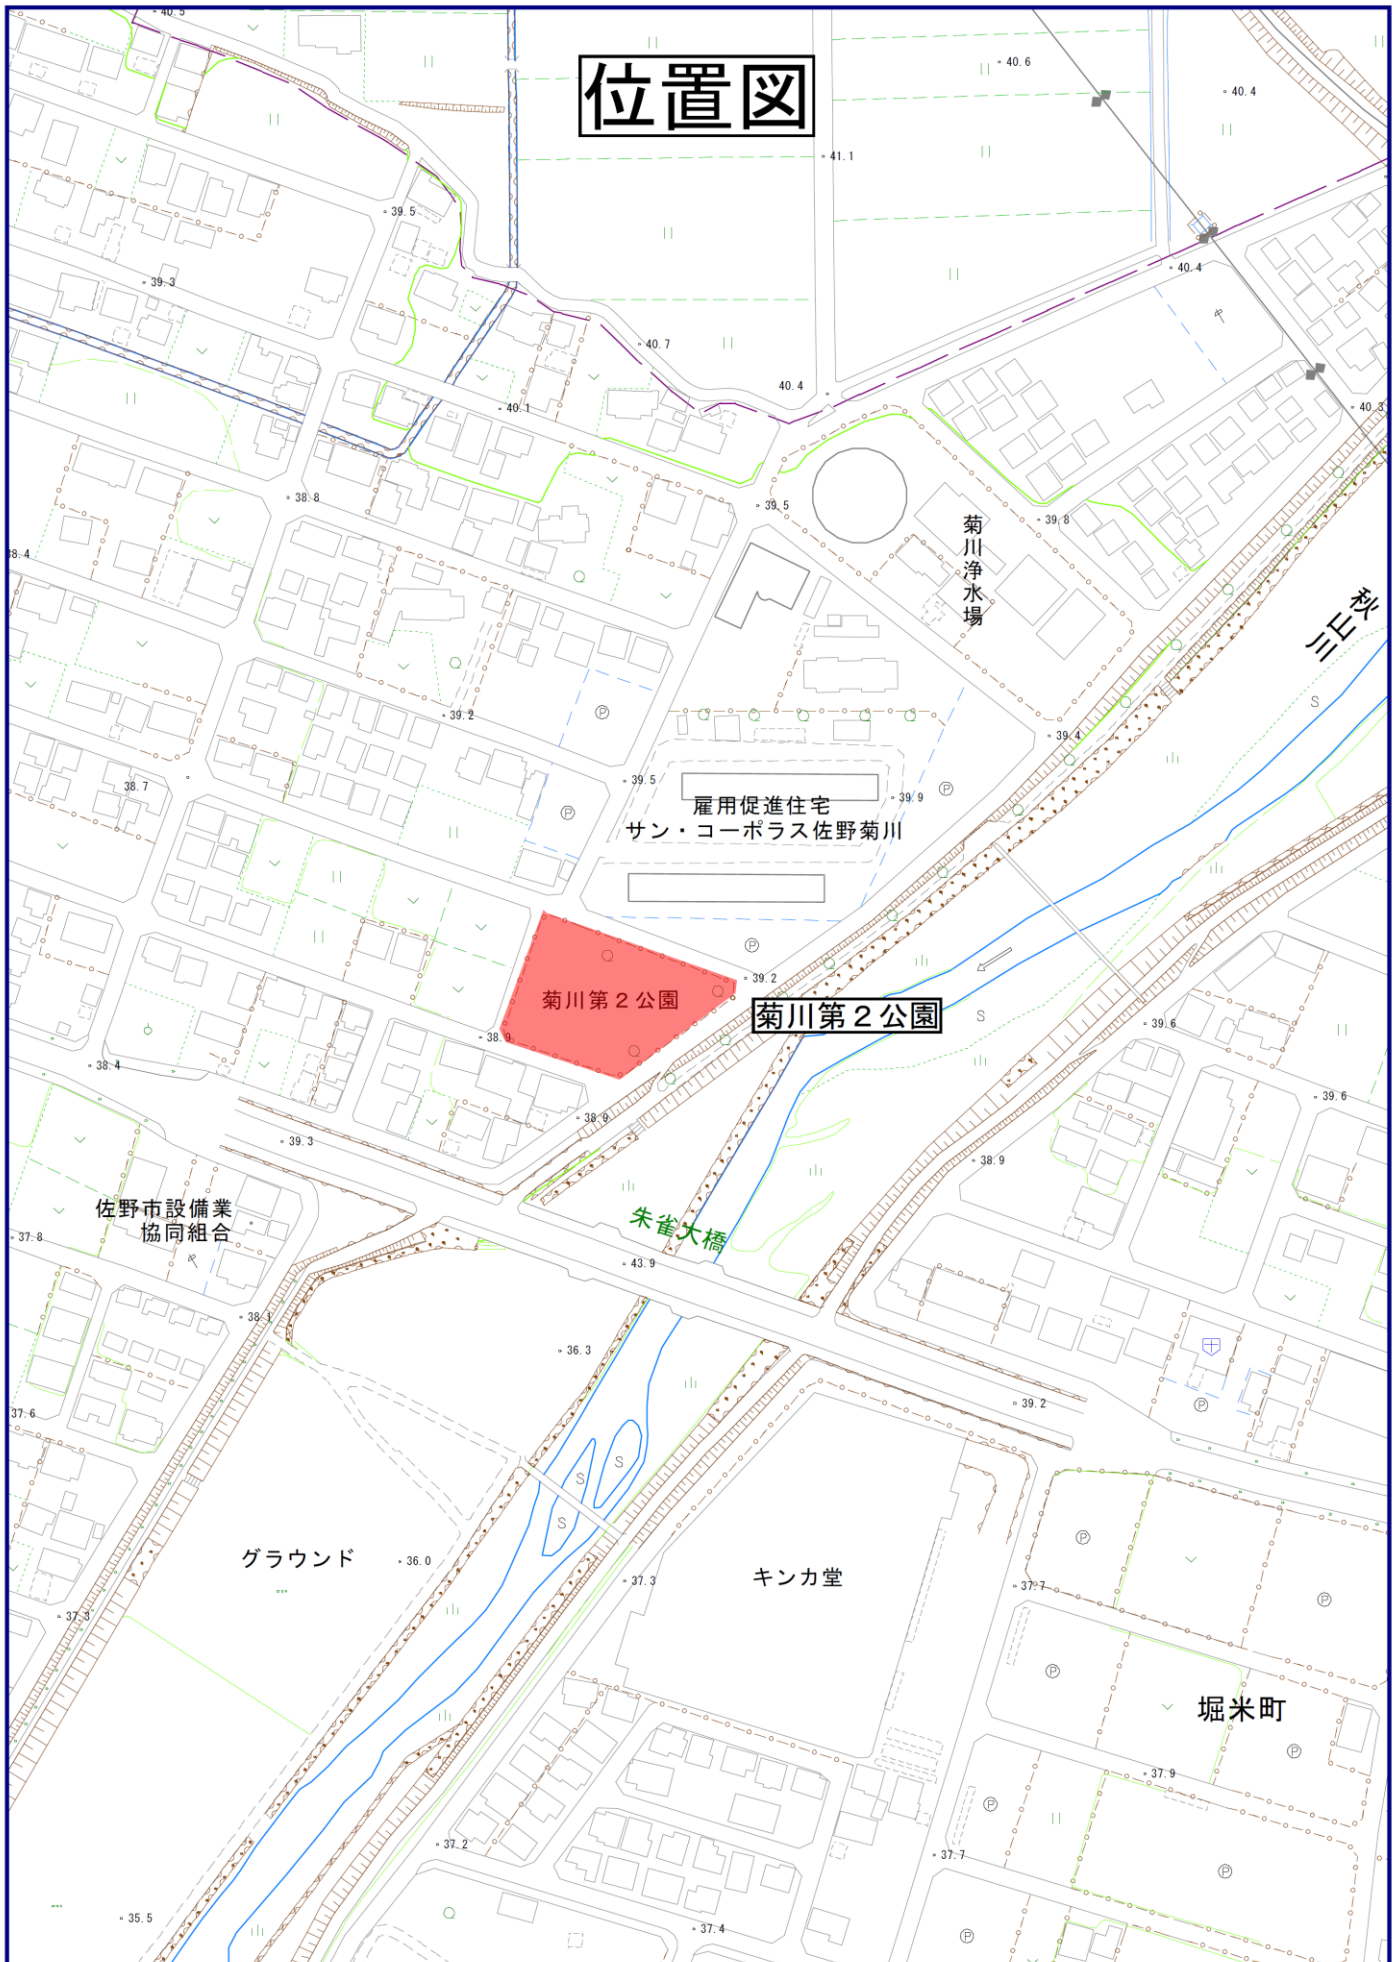 40.5
位置図
40.6
40.4
41.1
39.5
40.4
39.3
40.7
40.4
40.1
40.3
38.8
39.5
39.8
菊川浄水場
38.4
秋山川
39.2
39.4
S
38.7
39.5
39.9
P
P
P
雇用促進住宅
サン・コーポラス佐野菊川
P
39.2
菊川第2公園
菊川第2公園
S
39.6
38.9
38.4
39.6
38.9
39.3
38.9
佐野市設備業
協同組合
朱雀大橋
37.8
43.9
38.1
36.3
39.2
P
37.6
S
S
S
P
グラウンド
36.0
キンカ堂
37.3
37.7
P
37.3
P
堀米町
P
37.9
P
37.2
37.7
P
35.5
37.4
P